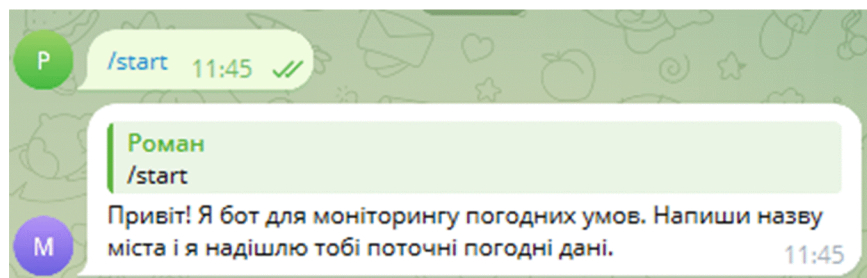 Р
/start 11:45
Роман
/start
Привіт! Я бот для моніторингу погодних умов. Напиши назву
М міста і я надішлю тобі поточні погодні дані. 11:45